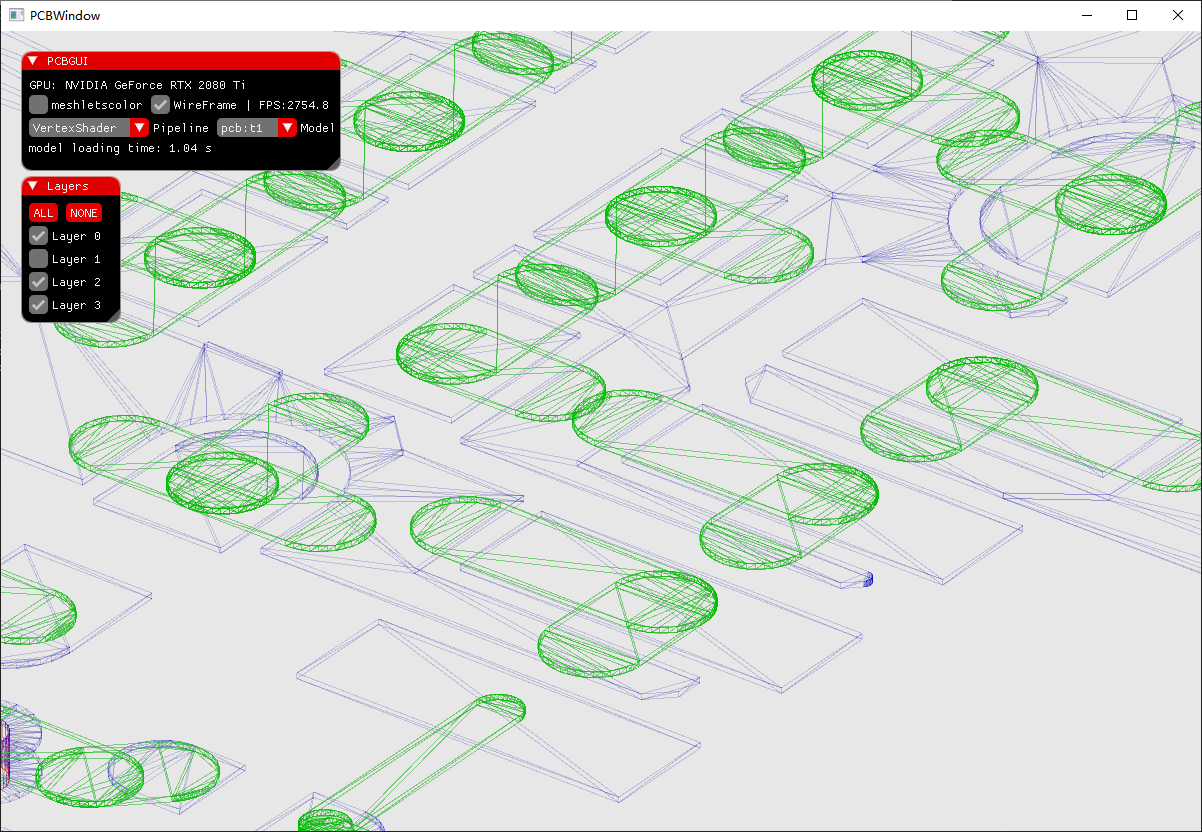 PCBWindow
PCBGUI
GPU: NVIDIA GeForce RTX 2080 Ti
meshletscolor WireFrame | FPS:2754.8
VertexShader Pipeline pcb:t1 Model
model loading time: 1.04 s
Layers
ALL NONE
Layer 0
Layer 1
Layer 2
Layer 3